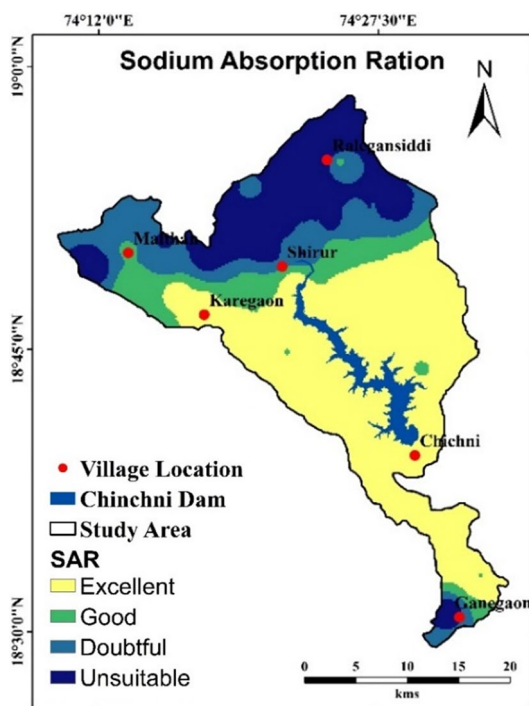 74°12'0"E
74°27'30"E
Sodium Absorption Ration
N
19°0'0"N
Ralegansiddi
Malthan
Shirur
Karegaon
18°45'0"N
Chichni
Village Location
Chinchni Dam
Study Area
SAR
Excellent
Good
Doubtful
Unsuitable
Ganegaon
18°30'0"N
0 5 10 15 20
kms